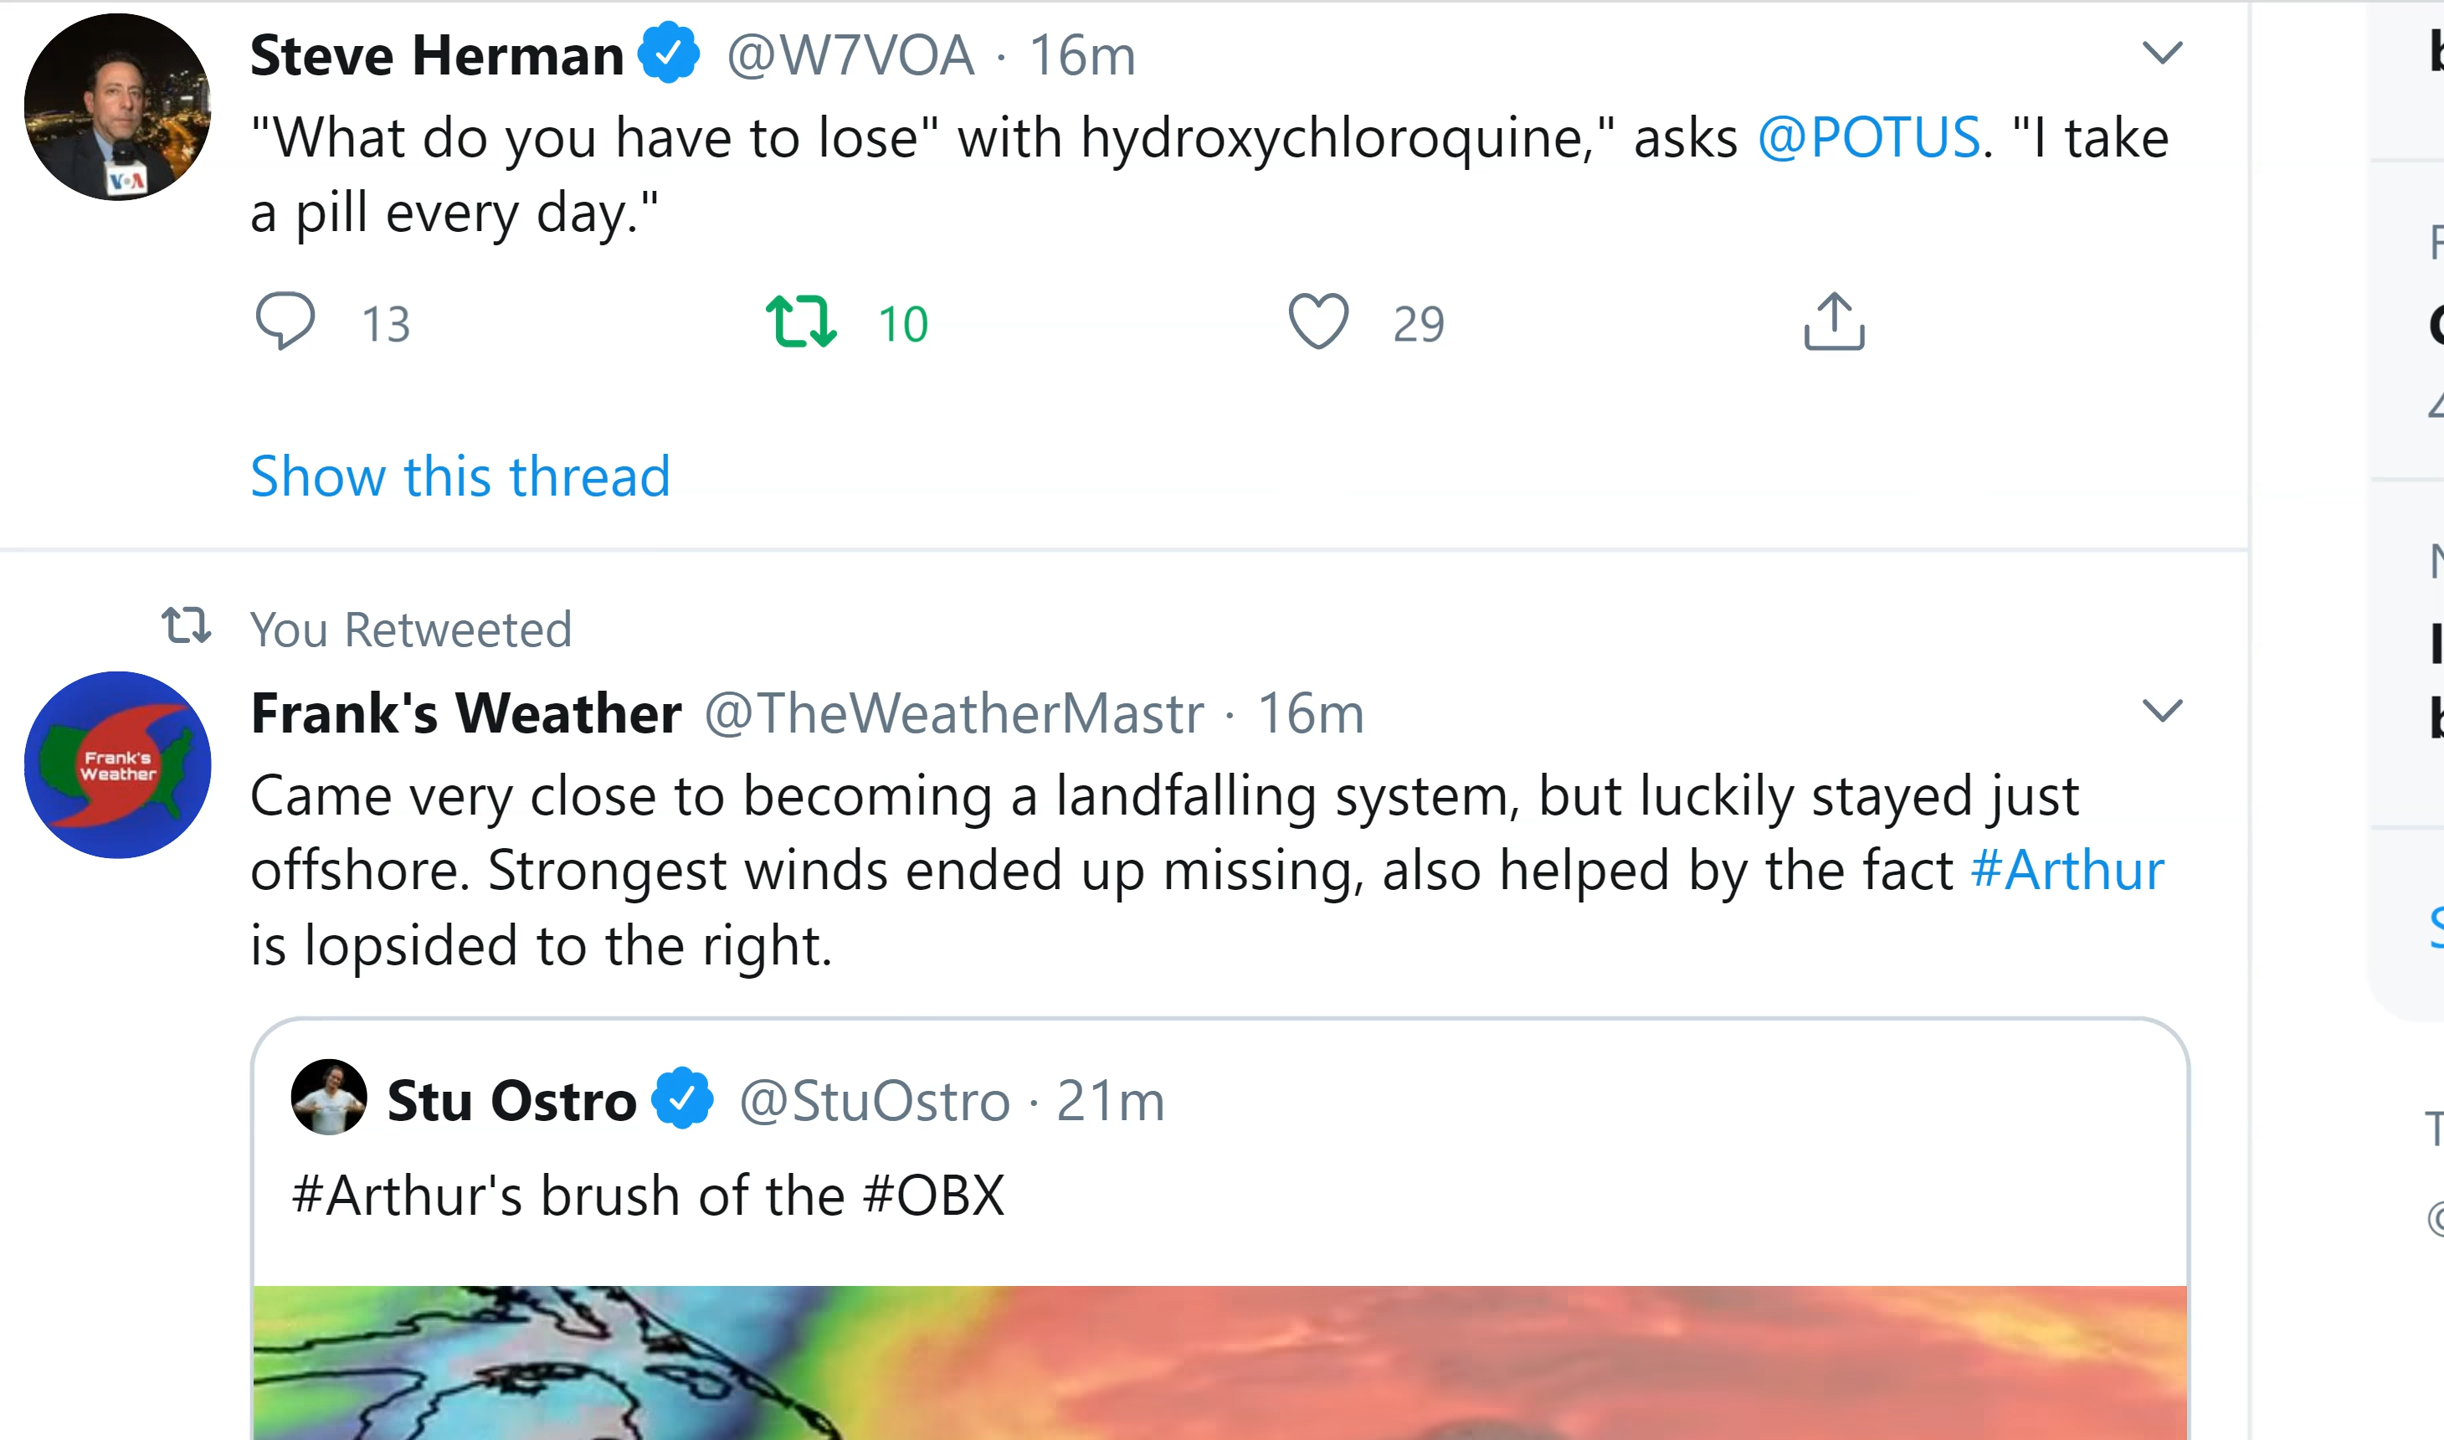 Steve Herman @W7VOA · 16m
"What do you have to lose" with hydroxychloroquine," asks @POTUS. "I take
a pill every day."
VOA
13 10 29
Show this thread
You Retweeted
Frank's Weather @TheWeatherMastr · 16m
Frank's
Weather
Came very close to becoming a landfalling system, but luckily stayed just
offshore. Strongest winds ended up missing, also helped by the fact #Arthur
is lopsided to the right.
Stu Ostro @StuOstro · 21m
#Arthur's brush of the #OBX